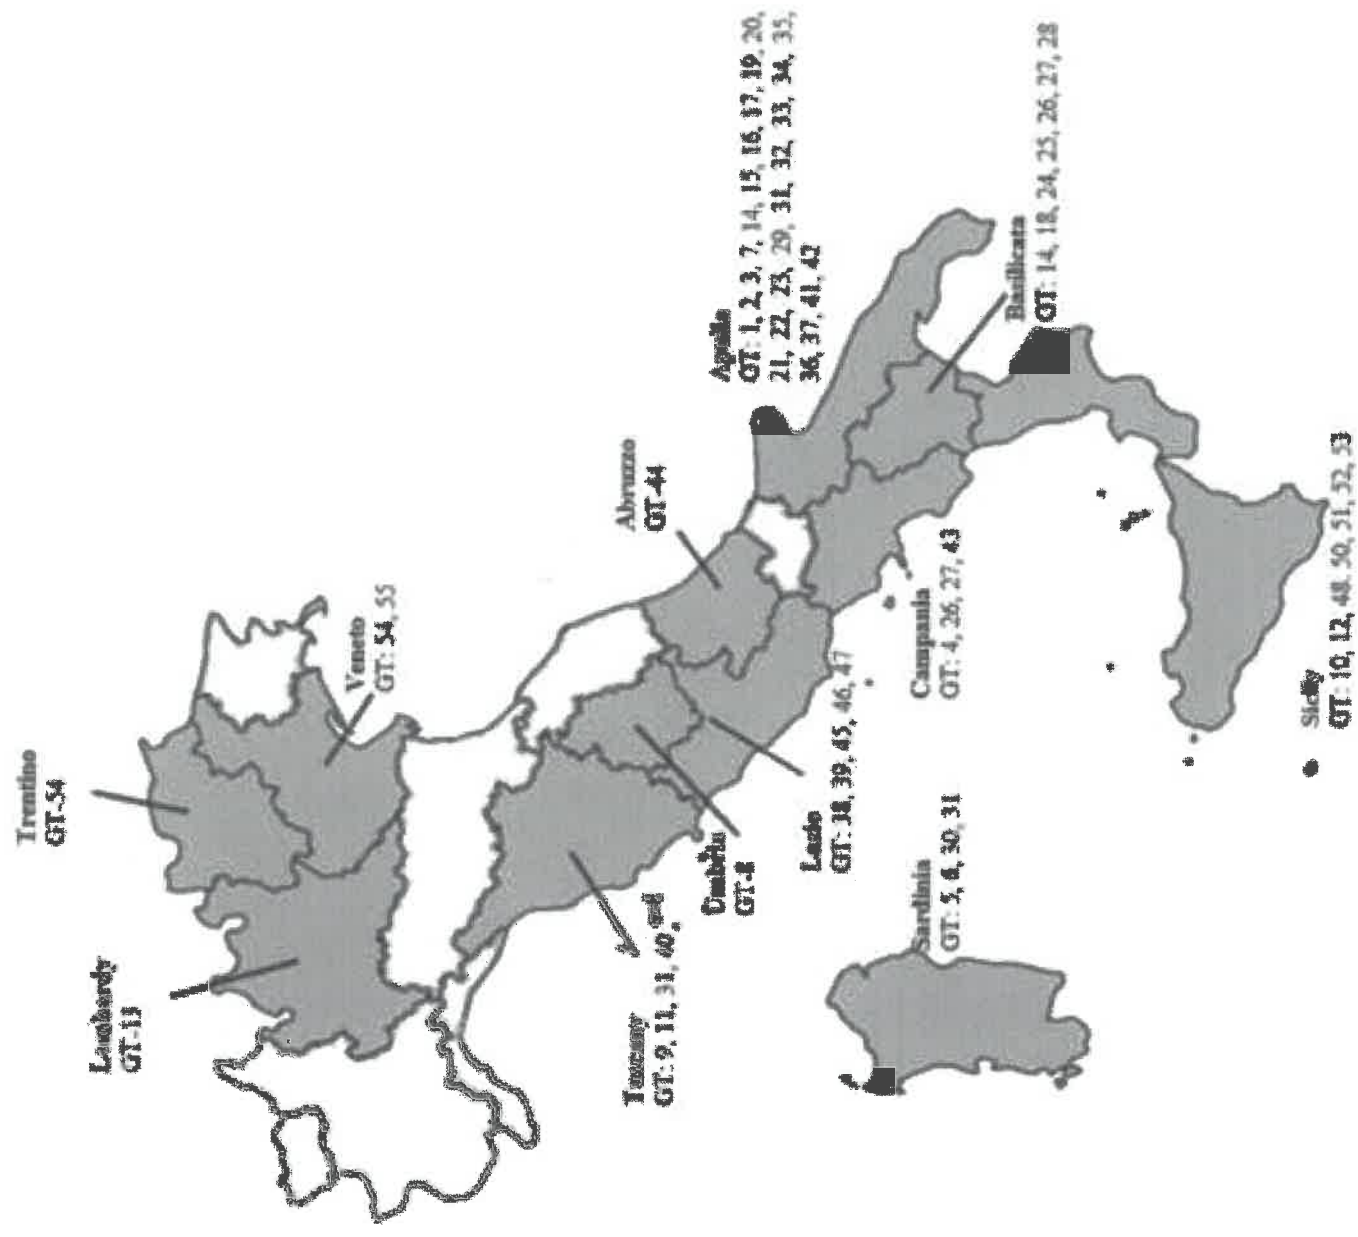 Trentino
GT-54
Lombardy
GT-13
Veneto
GT: 54, 55
Abruzzo
GT-44
GT: 1, 2, 3, 7, 14, 15, 16, 17, 19, 20,
21, 22, 23, 29, 31, 32, 33, 34, 35,
36, 37, 41, 42
Basilicata
GT: 14, 18, 24, 25, 26, 27, 28
Tuscany
GT: 9, 11, 31, 40,
Umbria
GT-8
Lazio
GT: 38, 39, 45, 46, 47
Campania
GT: 4, 26, 27, 43
Sardinia
GT: 5, 6, 30, 31
Sicily
GT: 10, 12, 48, 50, 51, 52, 53